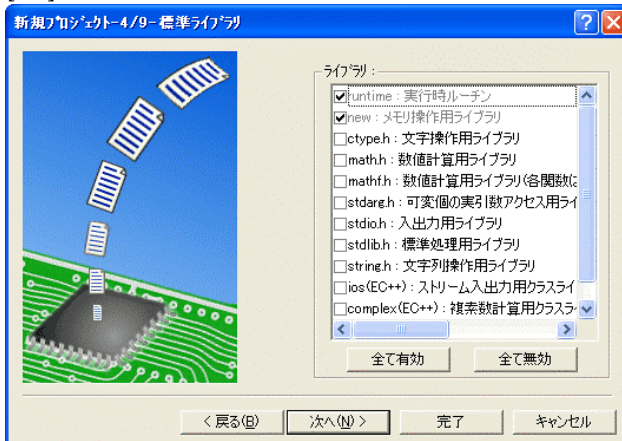 新規プロジェクト-4/9-標準ライブラリ
ライブラリ :
runtime : 実行時ルーチン
new : メモリ操作用ライブラリ
ctype.h : 文字操作用ライブラリ
math.h : 数値計算用ライブラリ
mathf.h : 数値計算用ライブラリ(各関数は
stdarg.h : 可変個の実引数アクセス用ライ
stdio.h : 入出力用ライブラリ
stdlib.h : 標準処理用ライブラリ
string.h : 文字列操作用ライブラリ
ios(EC++) : ストリーム入出力用クラスライ
complex(EC++) : 複素数計算用クラスラ
全て有効
全て無効
< 戻る(B)
次へ(N) >
完了
キャンセル